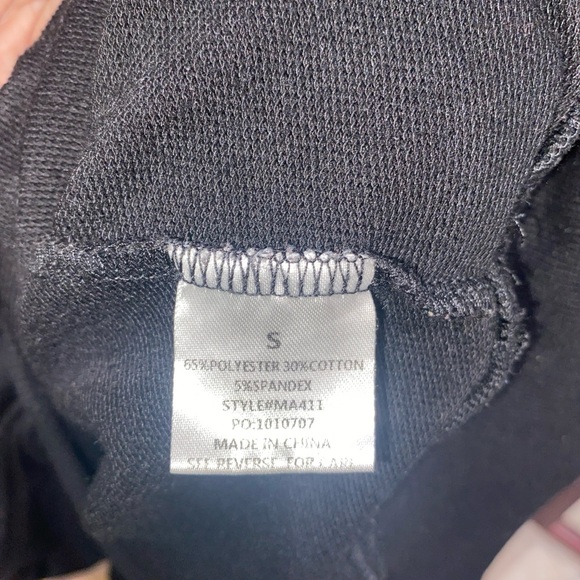 S
65%POLYESTER 30%COTTON
5%SPANDEX
STYLE#MA411
PO:1010707
MADE IN CHINA
SEE REVERSE FOR CARE